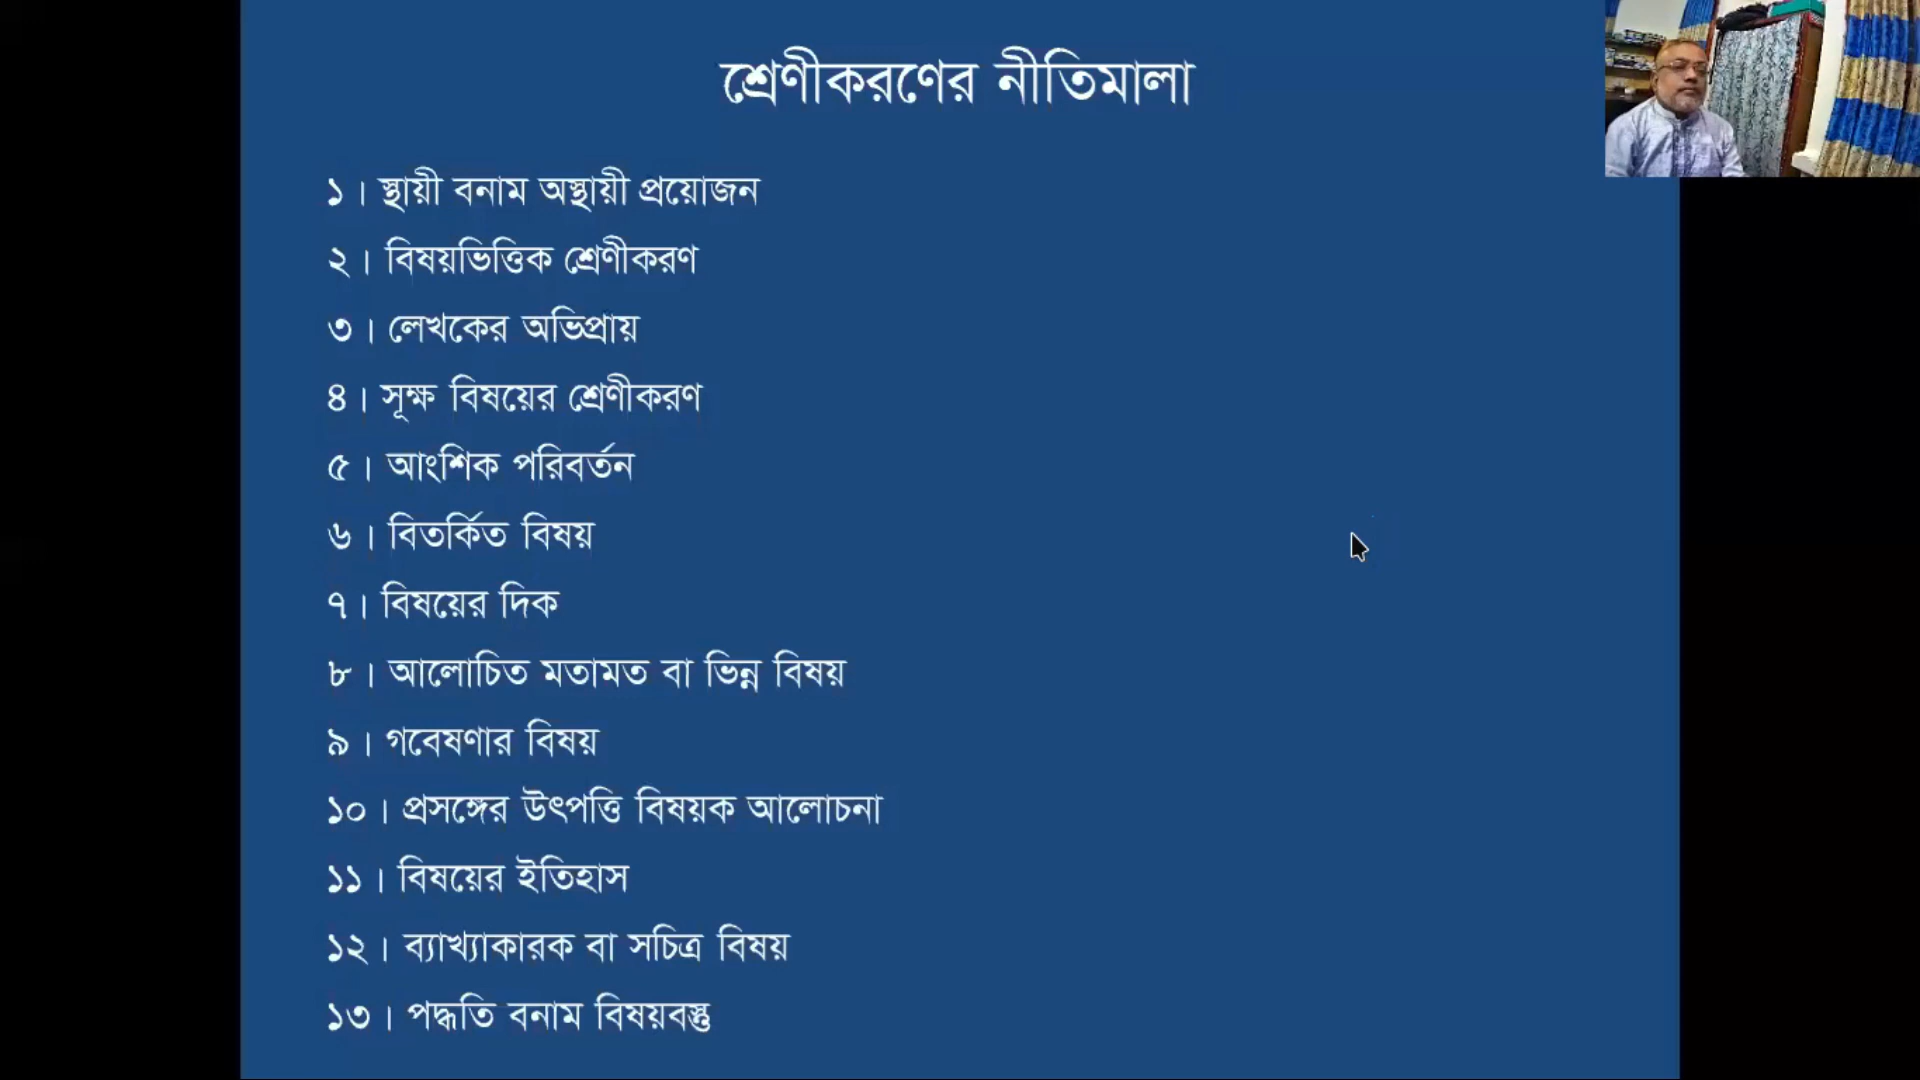 শ্রেণীকরণের নীতিমালা
১। স্থায়ী বনাম অস্থায়ী প্রয়োজন
২। বিষয়ভিত্তিক শ্রেণীকরণ
৩। লেখকের অভিপ্রায়
৪। সূক্ষ বিষয়ের শ্রেণীকরণ
৫। আংশিক পরিবর্তন
৬। বিতর্কিত বিষয়
৭। বিষয়ের দিক
৮। আলোচিত মতামত বা ভিন্ন বিষয়
৯। গবেষণার বিষয়
১০। প্রসঙ্গের উৎপত্তি বিষয়ক আলোচনা
১১। বিষয়ের ইতিহাস
১২। ব্যাখ্যাকারক বা সচিত্র বিষয়
১৩। পদ্ধতি বনাম বিষয়বস্তু